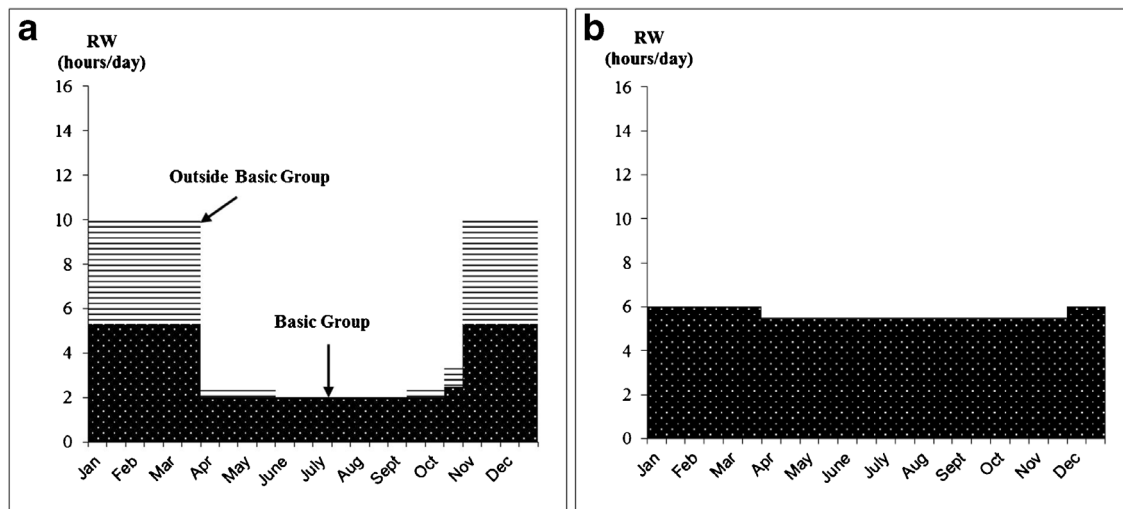 a
RW
(hours/day)
16
14
12
10
8
6
4
2
0
Outside Basic Group
Basic Group
Jan Feb Mar Apr May June July Aug Sept Oct Nov Dec
b
RW
(hours/day)
16
14
12
10
8
6
4
2
0
Jan Feb Mar Apr May June July Aug Sep Oct Nov Dec